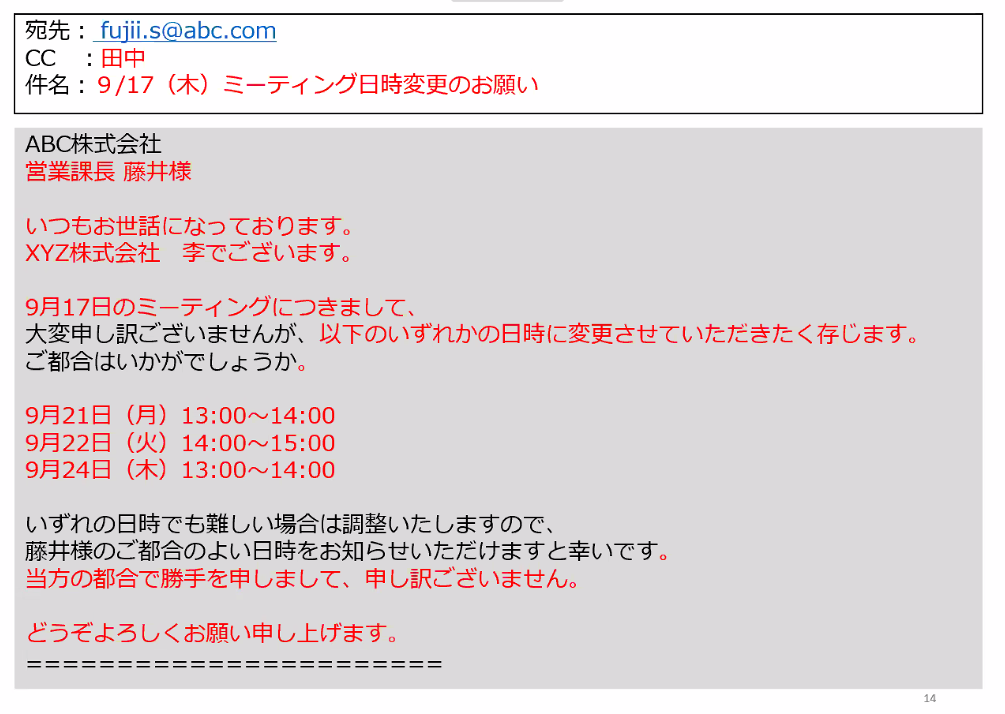 宛先： fujii.s@abc.com
CC　：田中
件名：９/17（木）ミーティング日時変更のお願い
ABC株式会社
営業課長 藤井様
いつもお世話になっております。
XYZ株式会社　李でございます。
9月17日のミーティングにつきまして、
大変申し訳ございませんが、以下のいずれかの日時に変更させていただきたく存じます。
ご都合はいかがでしょうか。
9月21日（月）13:00～14:00
9月22日（火）14:00～15:00
9月24日（木）13:00～14:00
いずれの日時でも難しい場合は調整いたしますので、
藤井様のご都合のよい日時をお知らせいただけますと幸いです。
当方の都合で勝手を申しまして、申し訳ございません。
どうぞよろしくお願い申し上げます。
=======================
14